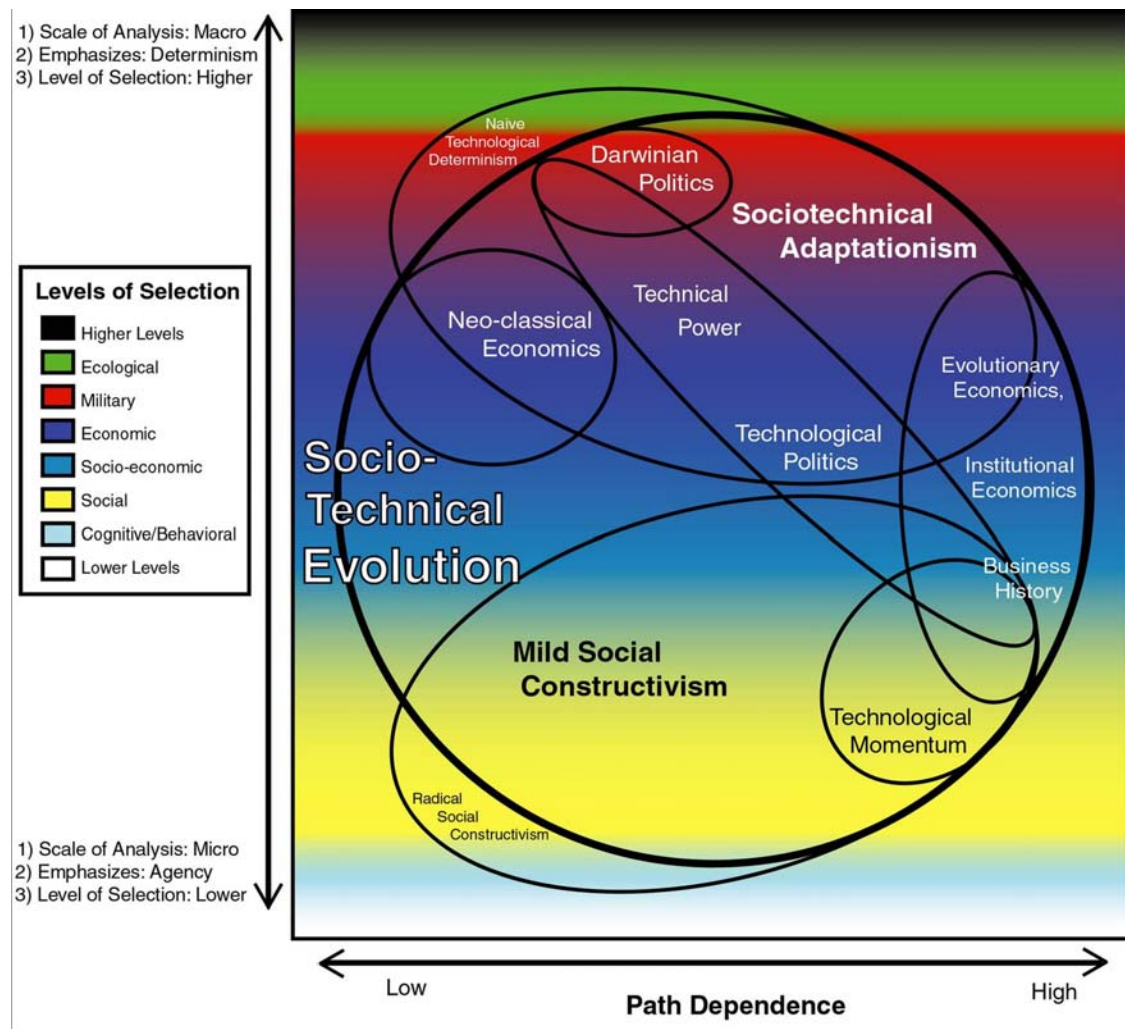 1) Scale of Analysis: Macro
2) Emphasizes: Determinism
3) Level of Selection: Higher
Levels of Selection
Higher Levels
Ecological
Military
Economic
Socio-economic
Social
Cognitive/Behavioral
Lower Levels
1) Scale of Analysis: Micro
2) Emphasizes: Agency
3) Level of Selection: Lower
Naive
Technological
Determinism
Darwinian
Politics
Sociotechnical
Adaptationism
Technical
Power
Neo-classical
Economics
Evolutionary
Economics,
Technological
Politics
Institutional
Economics
Socio-
Technical
Evolution
Business
History
Mild Social
Constructivism
Technological
Momentum
Radical
Social
Constructivism
Low
Path Dependence
High